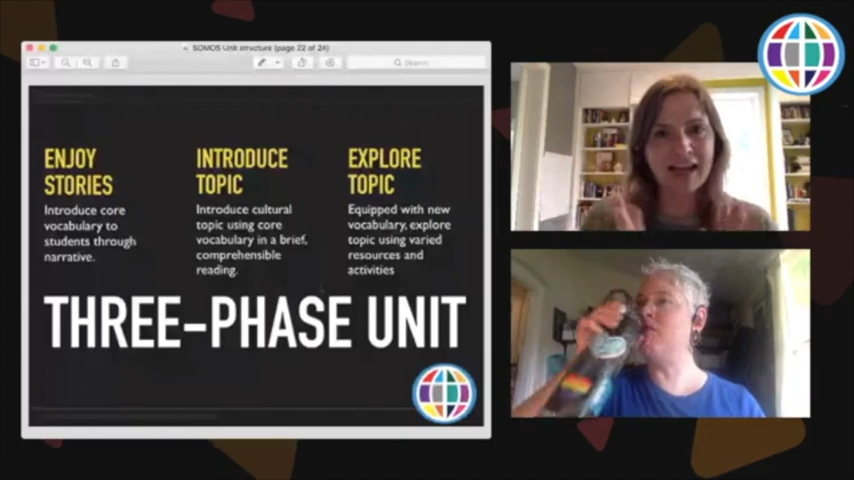 SOMOS Unit structure (page 22 of 24)
Search
ENJOY
STORIES
Introduce core
vocabulary to
students through
narrative.
INTRODUCE
TOPIC
Introduce cultural
topic using core
vocabulary in a brief,
comprehensible
reading.
EXPLORE
TOPIC
Equipped with new
vocabulary, explore
topic using varied
resources and
activities
THREE-PHASE UNIT